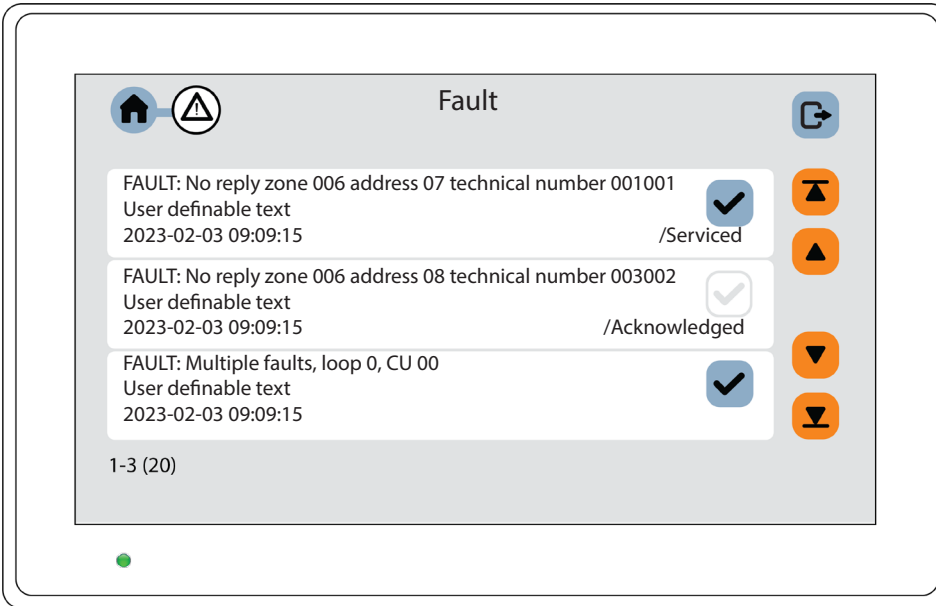 Fault
FAULT: No reply zone 006 address 07 technical number 001001
User definable text
2023-02-03 09:09:15 /Serviced
FAULT: No reply zone 006 address 08 technical number 003002
User definable text
2023-02-03 09:09:15 /Acknowledged
FAULT: Multiple faults, loop 0, CU 00
User definable text
2023-02-03 09:09:15
1-3 (20)